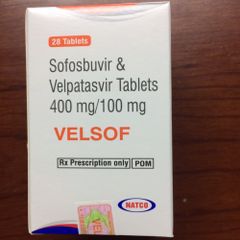 28 Tablets
Sofosbuvir &
Velpatasvir Tablets
400 mg/100 mg
VELSOF
Rx Prescription only POM
NATCO